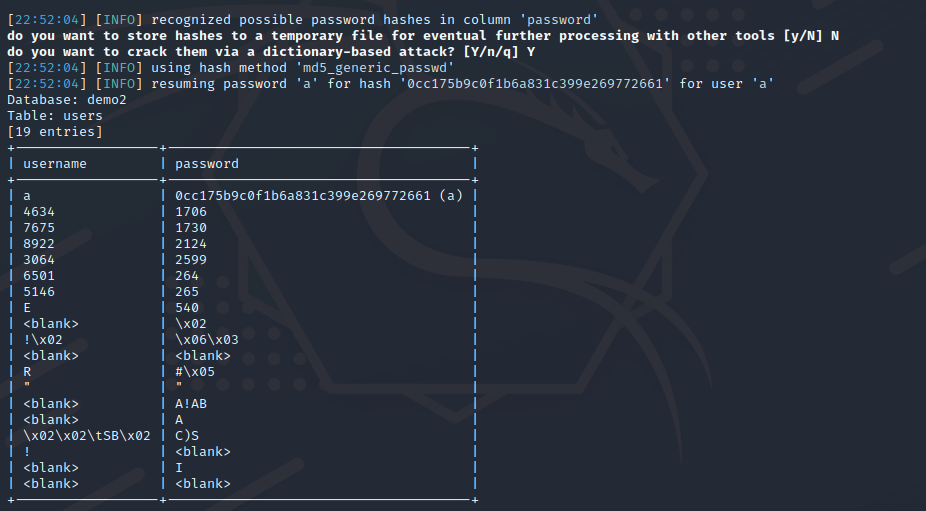 [22:52:04] [INFO] recognized possible password hashes in column 'password'
do you want to store hashes to a temporary file for eventual further processing with other tools [y/N] N
do you want to crack them via a dictionary-based attack? [Y/n/q] Y
[22:52:04] [INFO] using hash method 'md5_generic_passwd'
[22:52:04] [INFO] resuming password 'a' for hash '0cc175b9c0f1b6a831c399e269772661' for user 'a'
Database: demo2
Table: users
[19 entries]
+------------------+--------------------------------------+
| username         | password                             |
+------------------+--------------------------------------+
| a                | 0cc175b9c0f1b6a831c399e269772661 (a) |
| 4634             | 1706                                 |
| 7675             | 1730                                 |
| 8922             | 2124                                 |
| 3064             | 2599                                 |
| 6501             | 264                                  |
| 5146             | 265                                  |
| E                | 540                                  |
| <blank>          | \x02                                 |
| !\x02            | \x06\x03                             |
| <blank>          | <blank>                              |
| R                | #\x05                                |
| "                | "                                    |
| <blank>          | A!AB                                 |
| <blank>          | A                                    |
| \x02\x02\tSB\x02 | C)S                                  |
| !                | <blank>                              |
| <blank>          | I                                    |
| <blank>          | <blank>                              |
+------------------+--------------------------------------+